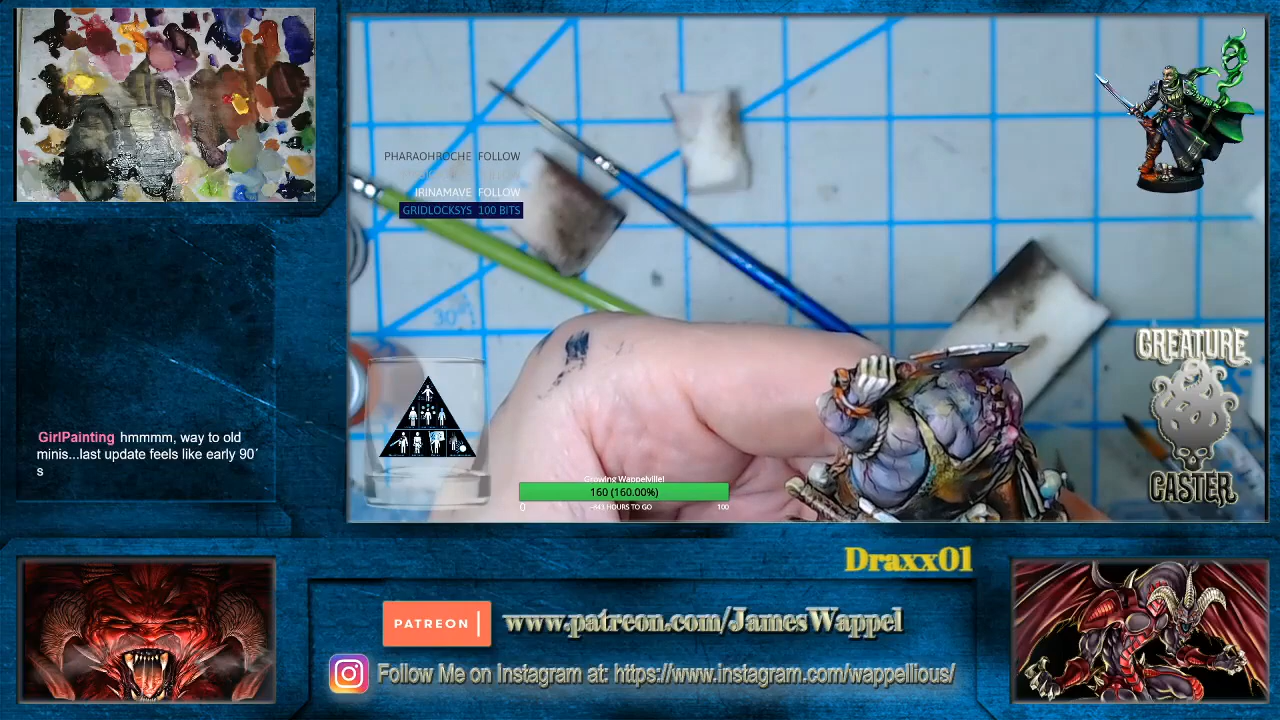 PHARAOHROCHE FOLLOW
IRINAMAVE FOLLOW
GRIDLOCKSYS 100 BITS
30°
CREATURE
CASTER
GirlPainting hmmmm, way to old
minis...last update feels like early 90´
s
Growing Wappelville!
160 (160.00%)
0
-443 HOURS TO GO
100
Draxx01
PATREON
www.patreon.com/JamesWappel
Follow Me on Instagram at: https://www.instagram.com/wappellious/